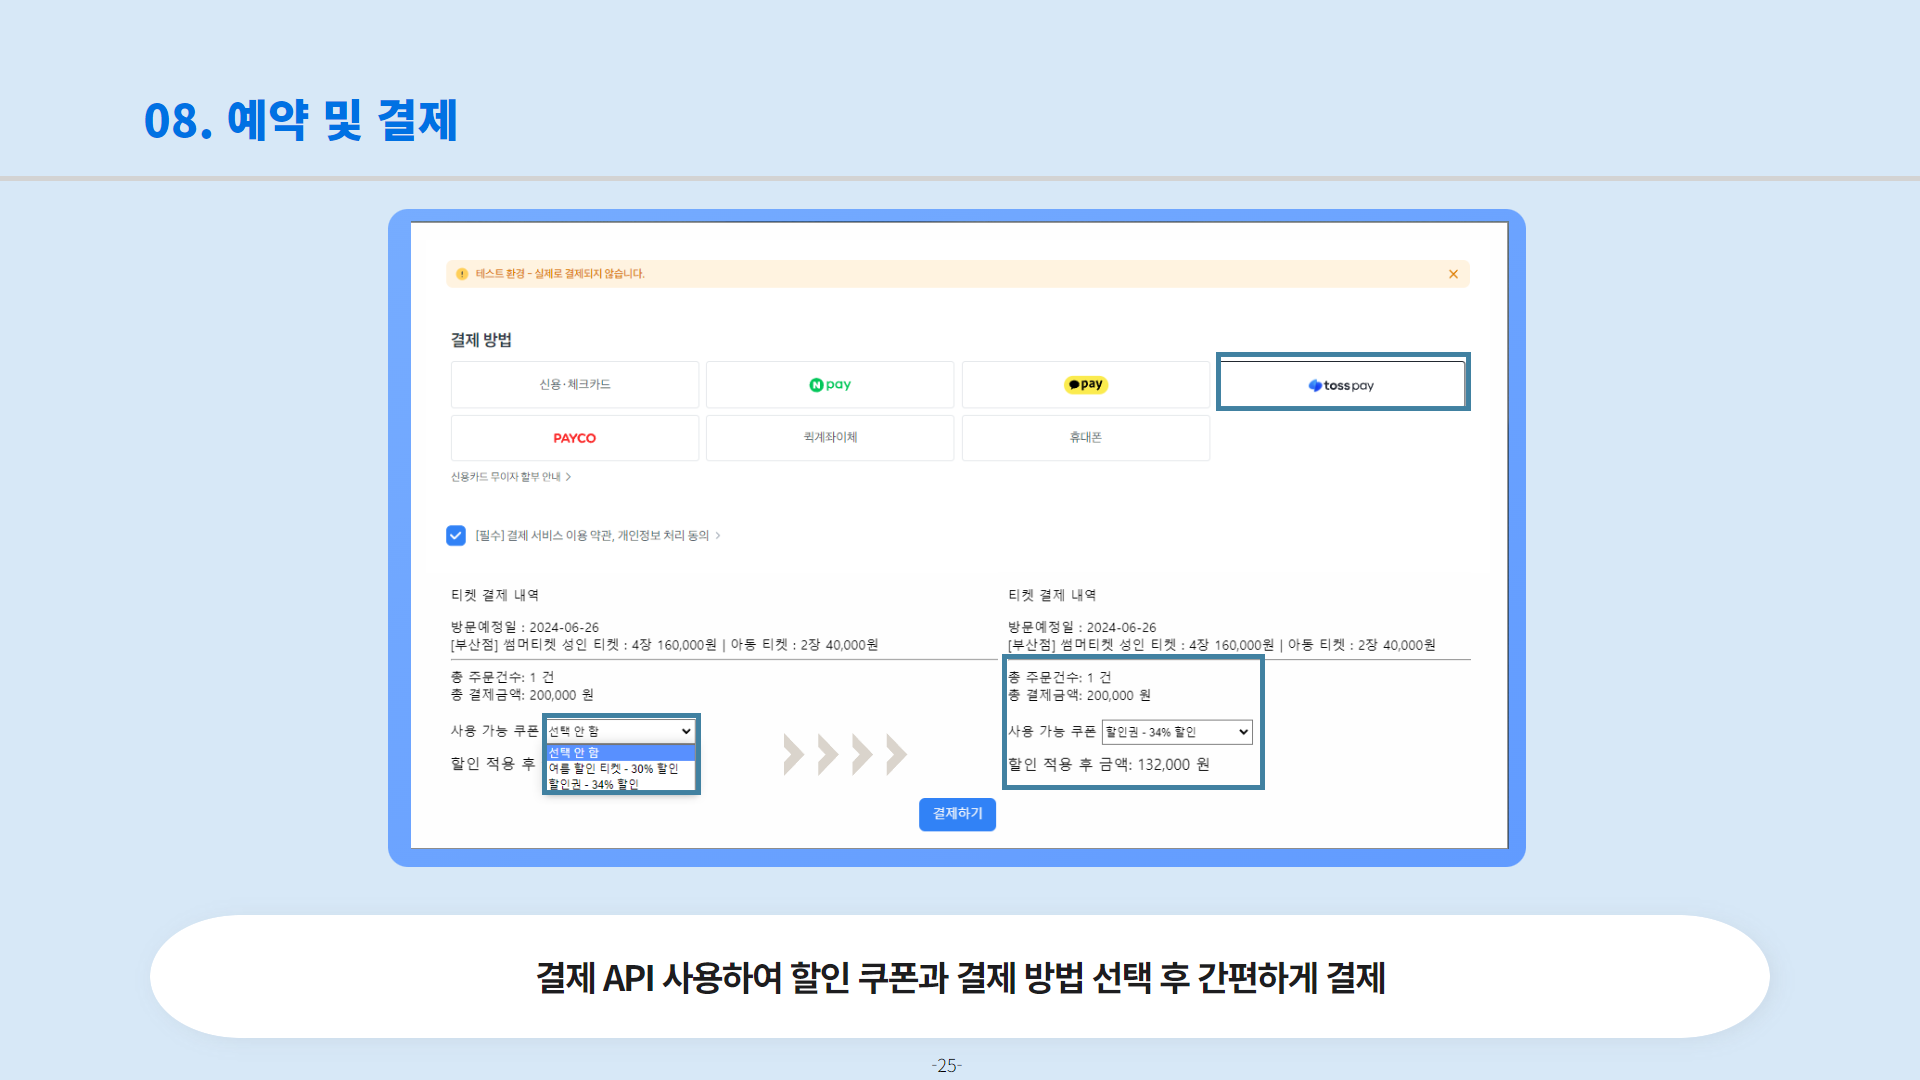 08. 예약 및 결제
테스트 환경 - 실제로 결제되지 않습니다.
결제 방법
신용·체크카드
N pay
pay
toss pay
PAYCO
퀵계좌이체
휴대폰
신용카드 무이자 할부 안내 >
[필수] 결제 서비스 이용 약관, 개인정보 처리 동의 >
티켓 결제 내역
방문예정일 : 2024-06-26
[부산점] 썸머티켓 성인 티켓 : 4장 160,000원 | 아동 티켓 : 2장 40,000원
총 주문건수: 1 건
총 결제금액: 200,000 원
사용 가능 쿠폰 선택 안 함
선택 안 함
여름 할인 티켓 - 30% 할인
할인권 - 34% 할인
할인 적용 후
티켓 결제 내역
방문예정일 : 2024-06-26
[부산점] 썸머티켓 성인 티켓 : 4장 160,000원 | 아동 티켓 : 2장 40,000원
총 주문건수: 1 건
총 결제금액: 200,000 원
사용 가능 쿠폰 할인권 - 34% 할인
할인 적용 후 금액: 132,000 원
결제하기
결제 API 사용하여 할인 쿠폰과 결제 방법 선택 후 간편하게 결제
-25-